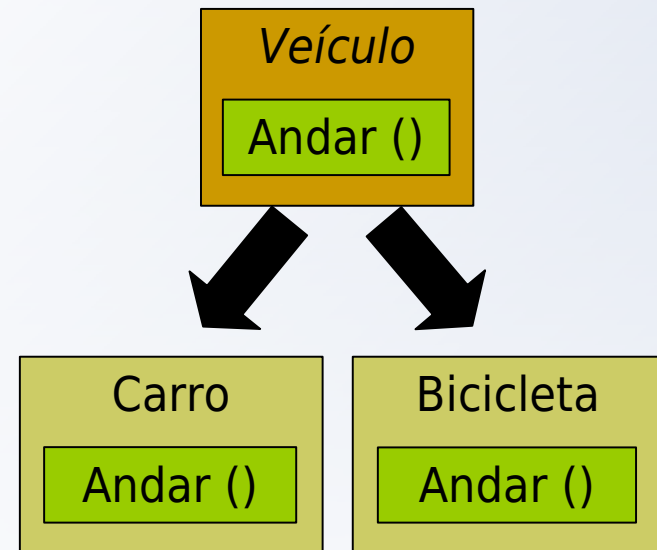 Veículo
Andar ()
Carro
Andar ()
Bicicleta
Andar ()